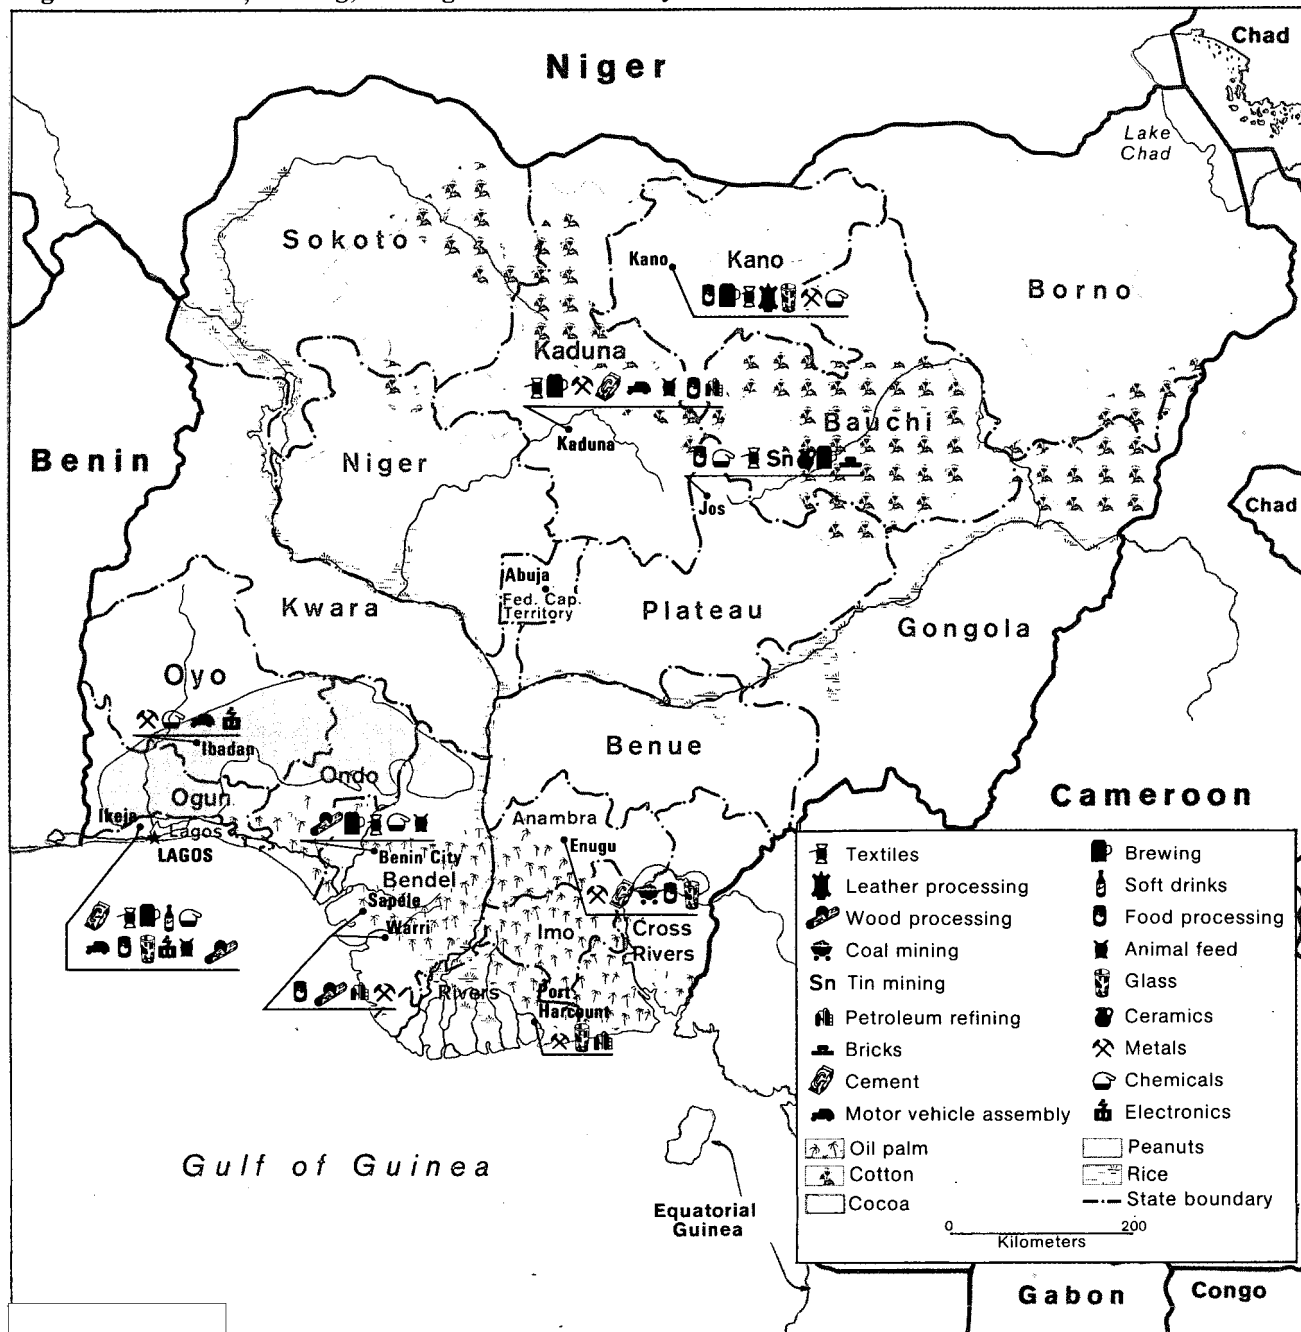 Niger
Chad
Lake
Chad
Sokoto
Kano
Kano
Borno
Kaduna
Bauchi
Benin
Niger
Kaduna
Sn
Jos
Chad
Abuja
Fed. Cap.
Territory
Kwara
Plateau
Gongola
Oyo
Ibadan
Benue
Ondo
Ogun
Cameroon
Ikeja
Lagos
LAGOS
Anambra
Enugu
Benin City
Bendel
Sapele
Warri
Imo
Cross
Rivers
Rivers
Port
Harcount
Textiles
Leather processing
Wood processing
Coal mining
Sn Tin mining
Petroleum refining
Bricks
Cement
Motor vehicle assembly
Oil palm
Cotton
Cocoa
Brewing
Soft drinks
Food processing
Animal feed
Glass
Ceramics
Metals
Chemicals
Electronics
Peanuts
Rice
State boundary
0 200
Kilometers
Gulf of Guinea
Equatorial
Guinea
Gabon
Congo